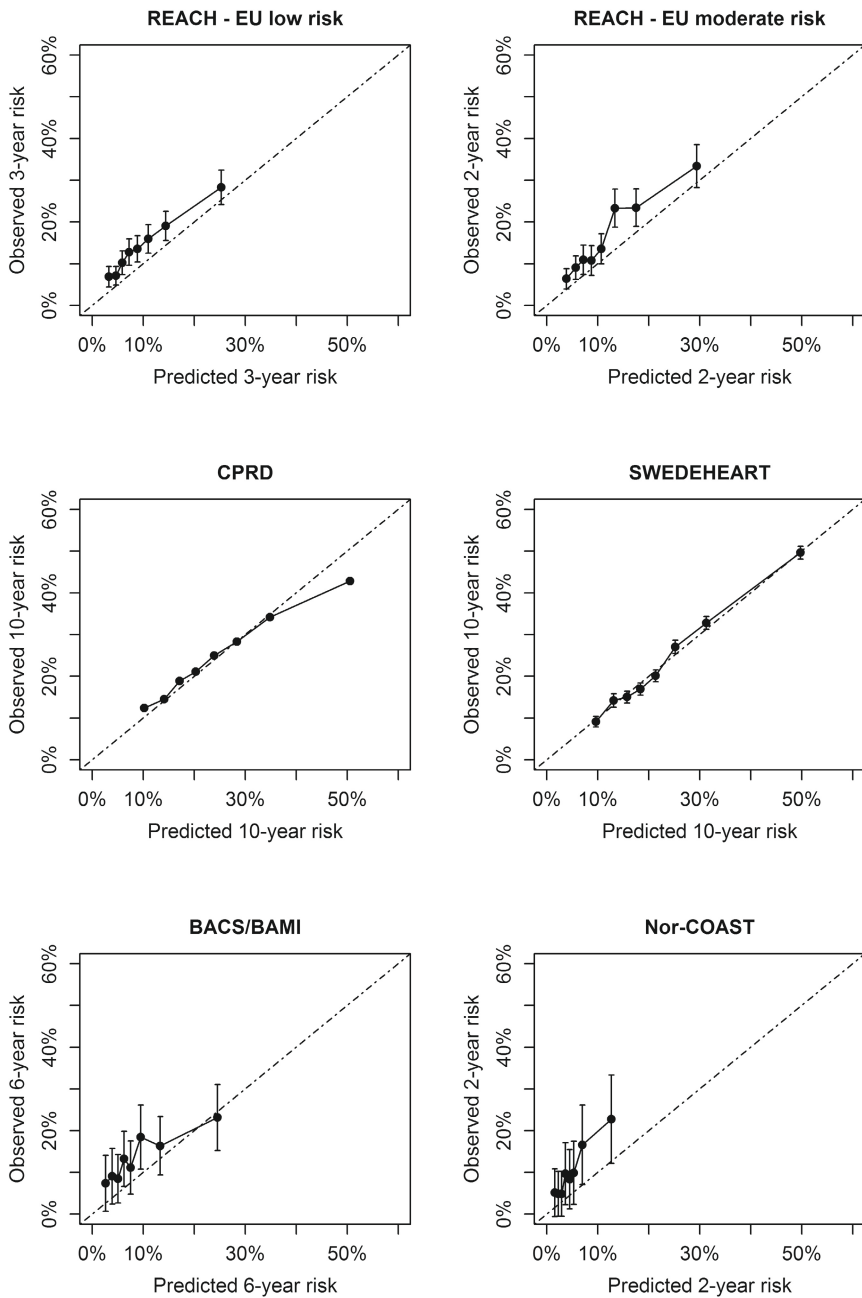 REACH - EU low risk
Observed 3-year risk
60%
40%
20%
0%
0% 10% 30% 50%
Predicted 3-year risk
REACH - EU moderate risk
Observed 2-year risk
60%
40%
20%
0%
0% 10% 30% 50%
Predicted 2-year risk
CPRD
Observed 10-year risk
60%
40%
20%
0%
0% 10% 30% 50%
Predicted 10-year risk
SWEDEHEART
Observed 10-year risk
60%
40%
20%
0%
0% 10% 30% 50%
Predicted 10-year risk
BACS/BAMI
Observed 6-year risk
60%
40%
20%
0%
0% 10% 30% 50%
Predicted 6-year risk
Nor-COAST
Observed 2-year risk
60%
40%
20%
0%
0% 10% 30% 50%
Predicted 2-year risk